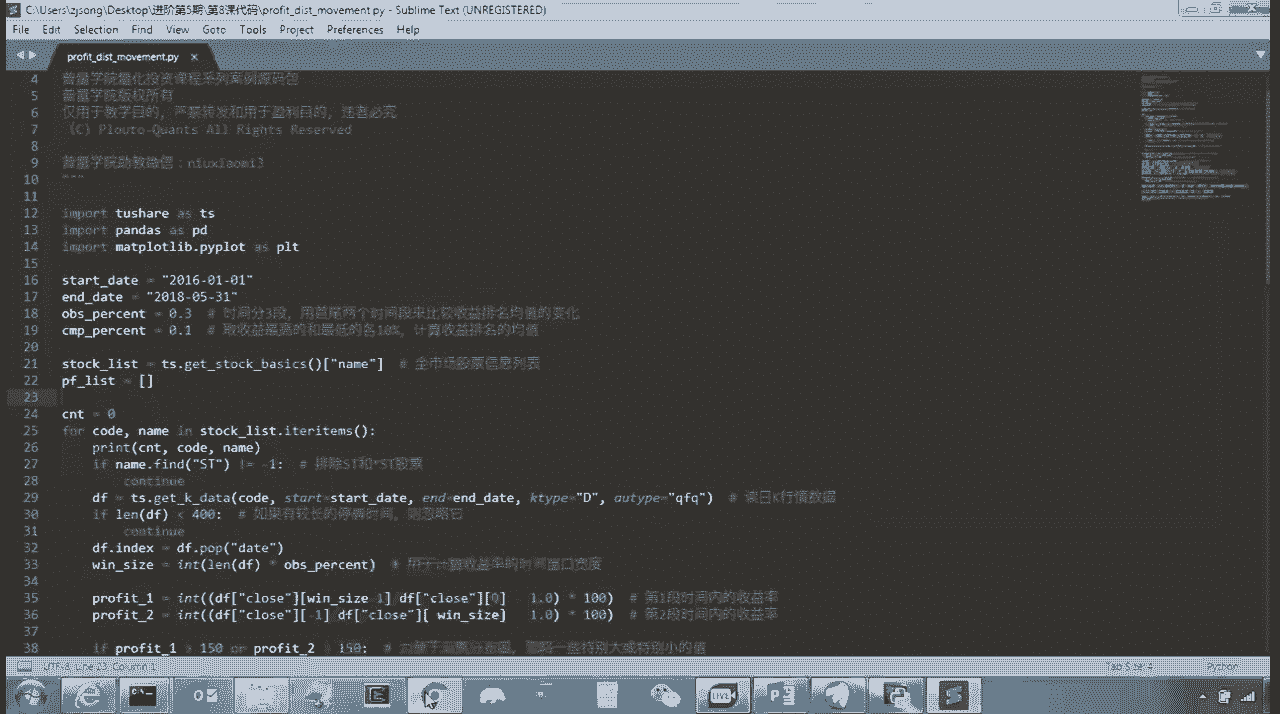 C:\Users\zjsong\Desktop\进阶第5期\第3课代码\profit_dist_movement.py - Sublime Text (UNREGISTERED)
File Edit Selection Find View Goto Tools Project Preferences Help
profit_dist_movement.py ×
4 量学院量化投资课程系列案例源码包
5 量学院版权所有
6 仅用于教学目的，严禁转发和用于盈利目的，违者必究
7 (C) Plouto-Quants All Rights Reserved
8
9 量学院助教微信：niuxiaomi3
10 """
11
12 import tushare as ts
13 import pandas as pd
14 import matplotlib.pyplot as plt
15
16 start_date = "2016-01-01"
17 end_date = "2018-05-31"
18 obs_percent = 0.3 # 时间分3段，用首尾两个时间段来比较收益排名均值的变化
19 cmp_percent = 0.1 # 取收益最高的和最低的各10%，计算收益排名的均值
20
21 stock_list = ts.get_stock_basics()["name"] # 全市场股票信息列表
22 pf_list = []
23
24 cnt = 0
25 for code, name in stock_list.iteritems():
26 print(cnt, code, name)
27 if name.find("ST") != -1: # 排除ST和*ST股票
28 continue
29 df = ts.get_k_data(code, start=start_date, end=end_date, ktype="D", autype="qfq") # 读日K行情数据
30 if len(df) < 400: # 如果有较长的停牌时间，则忽略它
31 continue
32 df.index = df.pop("date")
33 win_size = int(len(df) * obs_percent) # 收益率的时间窗口宽度
34
35 profit_1 = int((df["close"][win_size-1]/df["close"][0] - 1.0) * 100) # 第1段时间内的收益率
36 profit_2 = int((df["close"][-1]/df["close"][-win_size] - 1.0) * 100) # 第2段时间内的收益率
37
38 if profit_1 > 150 or profit_2 > 150: # 一些特别大或特别小的值
UTF-8, Line 23, Column 1 Tab Size: 4 Python
LIVE